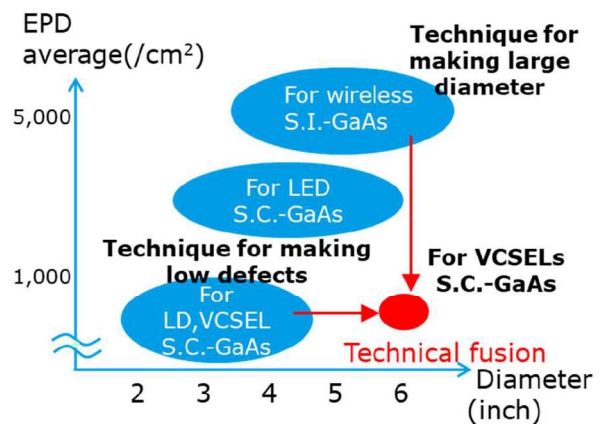 EPD
average(/cm²)
Technique for
making large
diameter
5,000
For wireless
S.I.-GaAs
For LED
S.C.-GaAs
Technique for making
low defects
1,000
For VCSELs
S.C.-GaAs
For
LD,VCSEL
S.C.-GaAs
Technical fusion
2 3 4 5 6
Diameter
(inch)